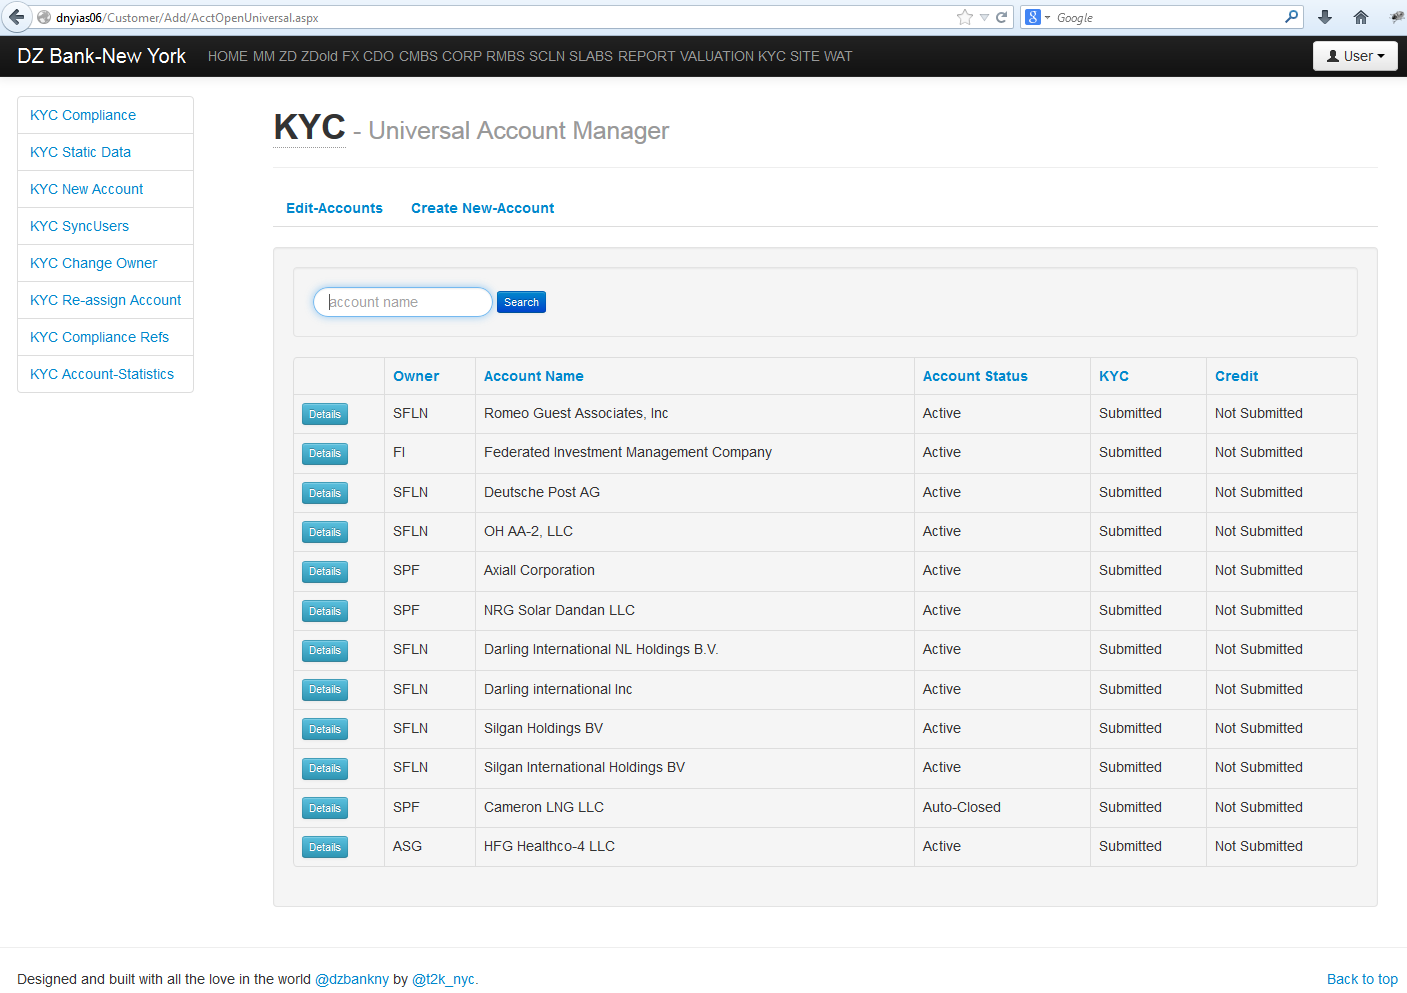 dnyias06/Customer/Add/AcctOpenUniversal.aspx
8 Google
DZ Bank-New York HOME MM ZD ZDold FX CDO CMBS CORP RMBS SCLN SLABS REPORT VALUATION KYC SITE WAT User
KYC Compliance
KYC Static Data
KYC New Account
KYC SyncUsers
KYC Change Owner
KYC Re-assign Account
KYC Compliance Refs
KYC Account-Statistics
KYC - Universal Account Manager
Edit-Accounts Create New-Account
account name Search
Owner Account Name Account Status KYC Credit
Details SFLN Romeo Guest Associates, Inc Active Submitted Not Submitted
Details FI Federated Investment Management Company Active Submitted Not Submitted
Details SFLN Deutsche Post AG Active Submitted Not Submitted
Details SFLN OH AA-2, LLC Active Submitted Not Submitted
Details SPF Axiall Corporation Active Submitted Not Submitted
Details SPF NRG Solar Dandan LLC Active Submitted Not Submitted
Details SFLN Darling International NL Holdings B.V. Active Submitted Not Submitted
Details SFLN Darling international Inc Active Submitted Not Submitted
Details SFLN Silgan Holdings BV Active Submitted Not Submitted
Details SFLN Silgan International Holdings BV Active Submitted Not Submitted
Details SPF Cameron LNG LLC Auto-Closed Submitted Not Submitted
Details ASG HFG Healthco-4 LLC Active Submitted Not Submitted
Designed and built with all the love in the world @dzbankny by @t2k_nyc. Back to top